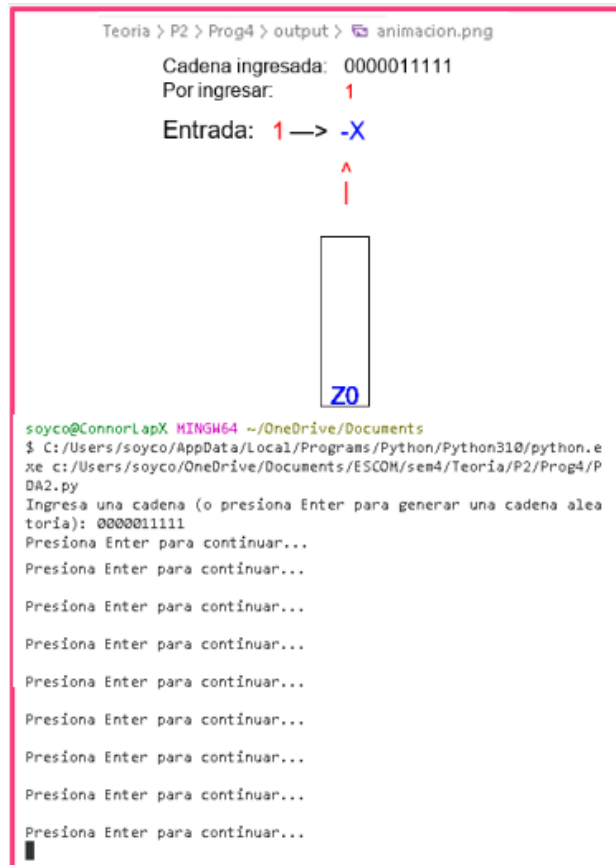 Teoria > P2 > Prog4 > output > animacion.png
Cadena ingresada: 0000011111
Por ingresar: 1
Entrada: 1 —> -X
^
|
Z0
soyco@ConnorLapX MINGW64 ~/OneDrive/Documents
$ C:/Users/soyco/AppData/Local/Programs/Python/Python310/python.e
xe c:/Users/soyco/OneDrive/Documents/ESCOM/sem4/Teoria/P2/Prog4/P
DA2.py
Ingresa una cadena (o presiona Enter para generar una cadena alea
toria): 0000011111
Presiona Enter para continuar...
Presiona Enter para continuar...
Presiona Enter para continuar...
Presiona Enter para continuar...
Presiona Enter para continuar...
Presiona Enter para continuar...
Presiona Enter para continuar...
Presiona Enter para continuar...
Presiona Enter para continuar...